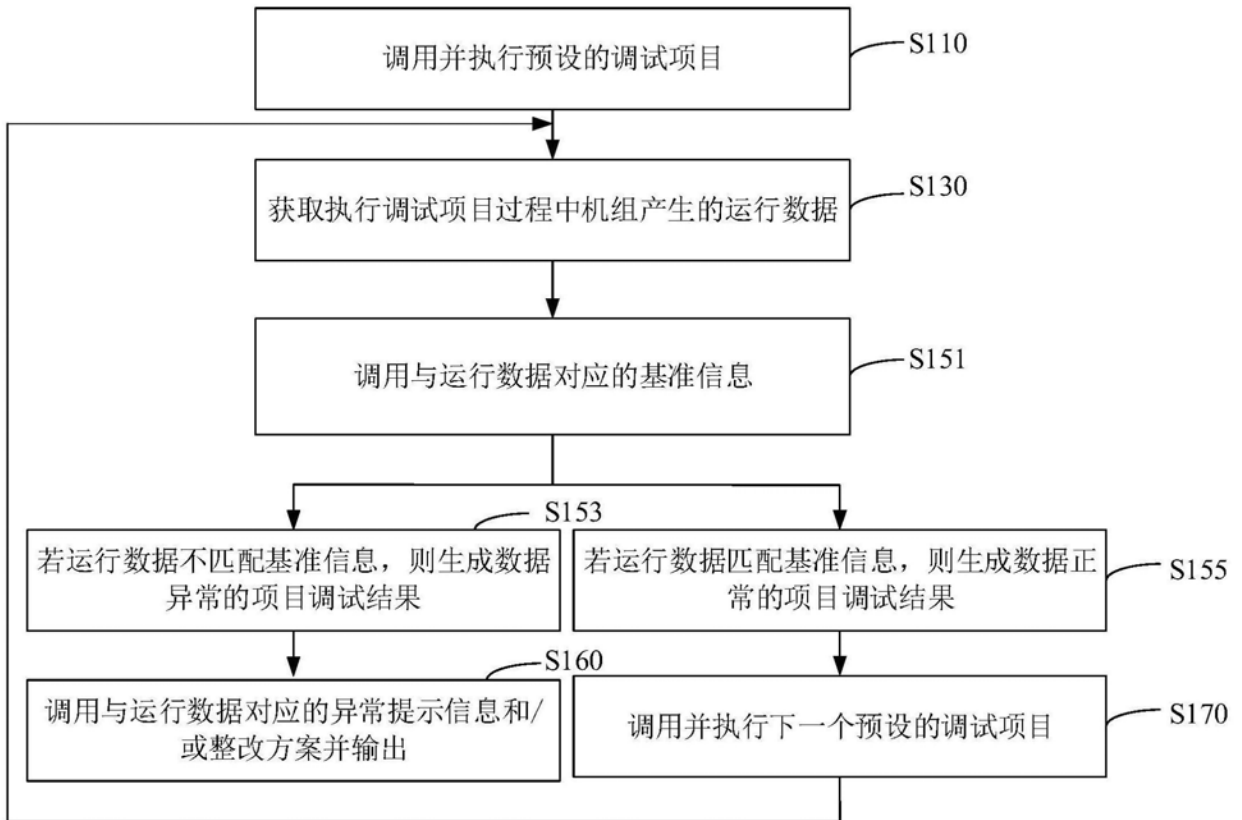 调用并执行预设的调试项目
S110
获取执行调试项目过程中机组产生的运行数据
S130
调用与运行数据对应的基准信息
S151
S153
若运行数据不匹配基准信息，则生成数据
异常的项目调试结果
若运行数据匹配基准信息，则生成数据正
常的项目调试结果
S155
S160
调用与运行数据对应的异常提示信息和/
或整改方案并输出
调用并执行下一个预设的调试项目
S170